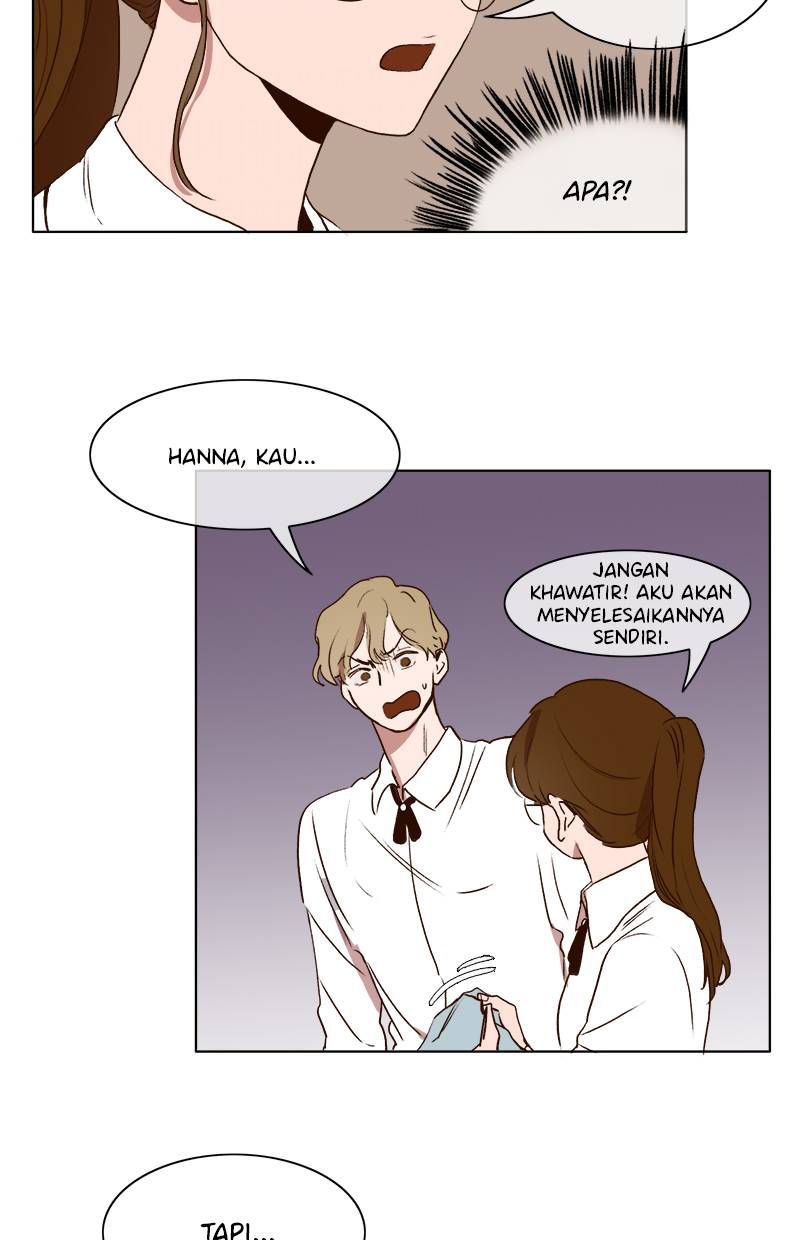 APA?!
HANNA, KAU...
JANGAN
KHAWATIR! AKU AKAN
MENYELESAIKANNYA
SENDIRI.
TAPI...